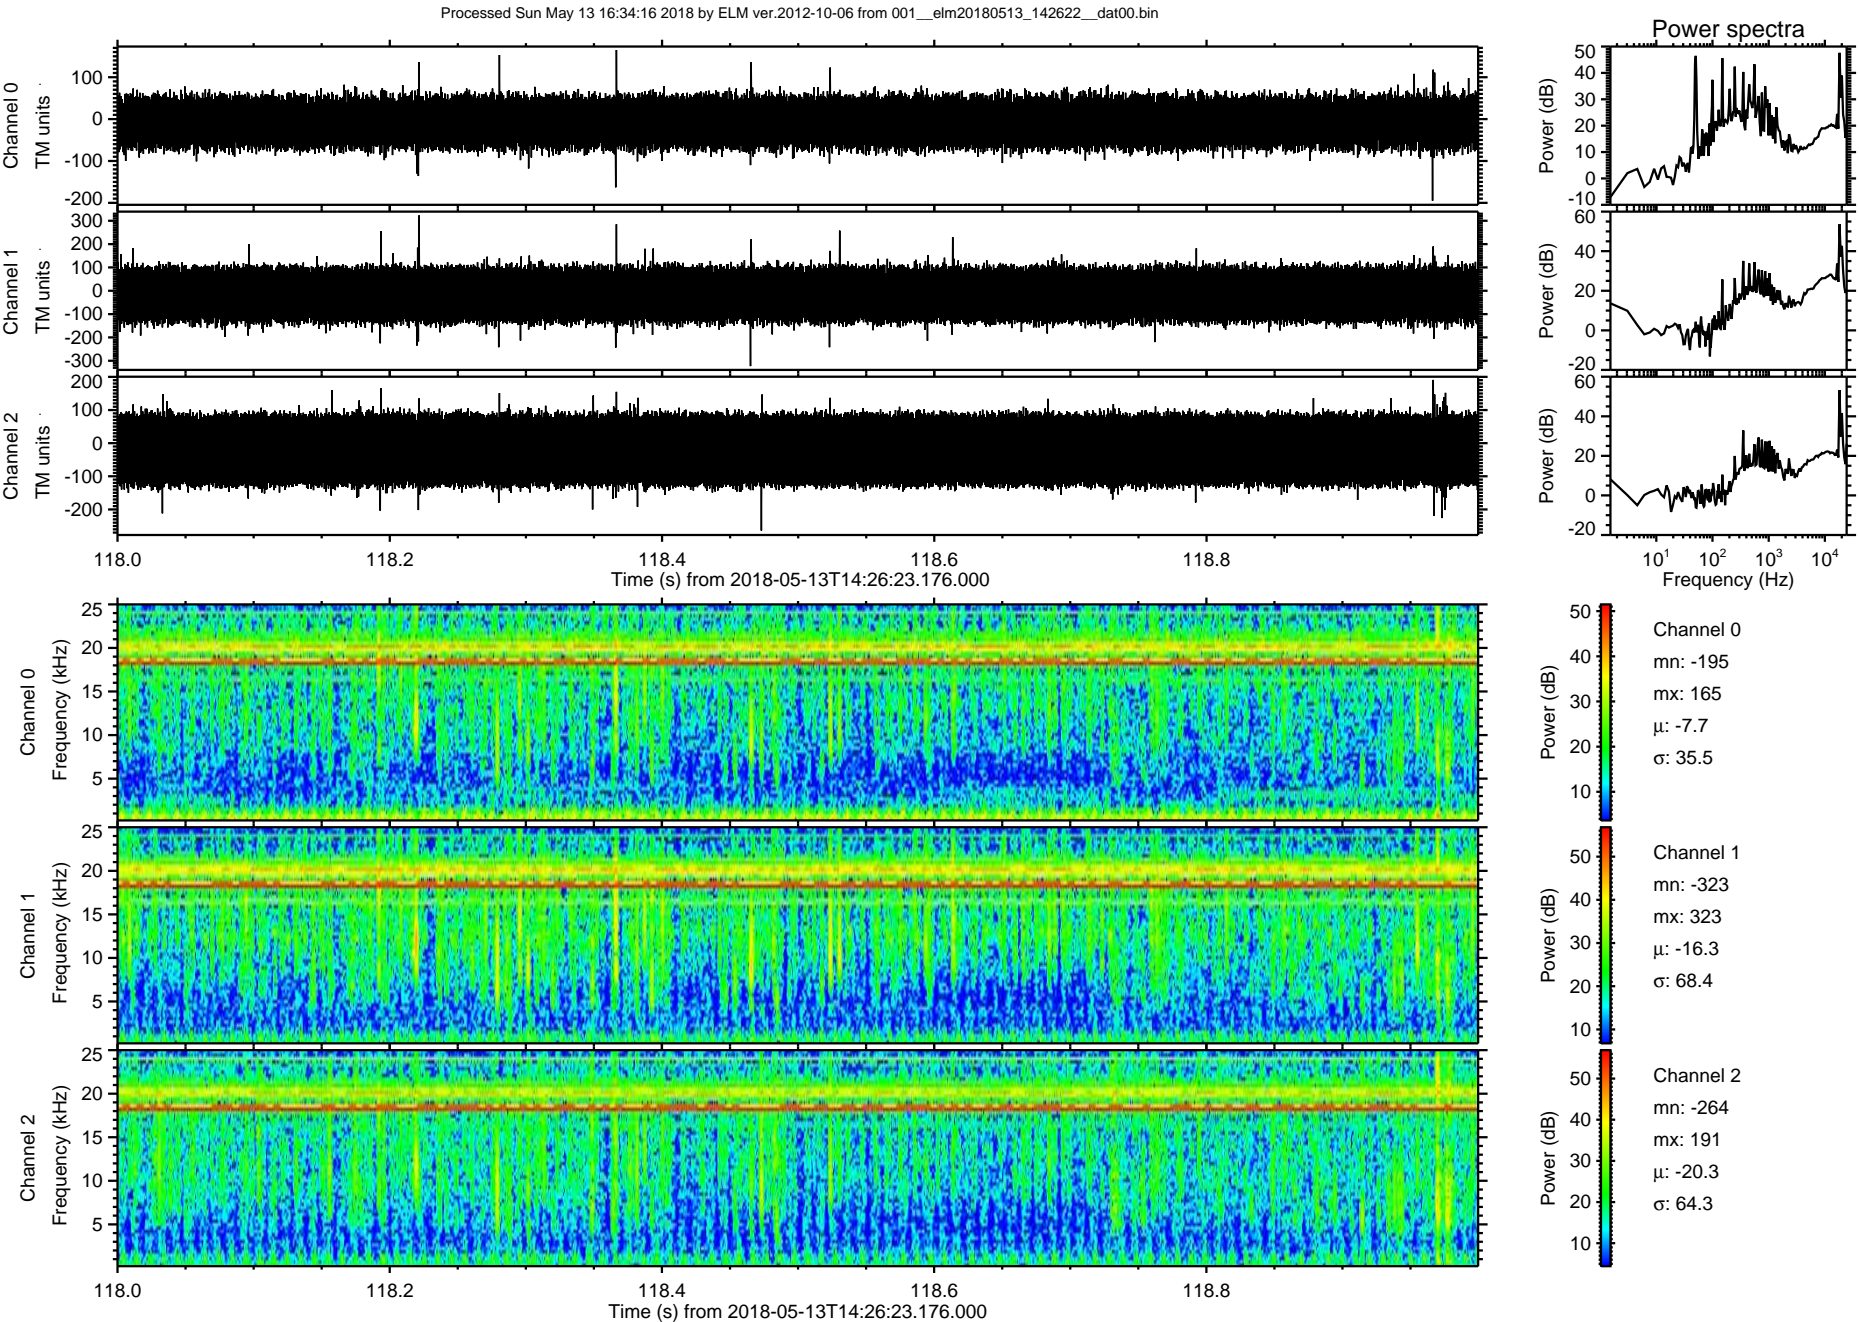 Processed Sun May 13 16:34:16 2018 by ELM ver.2012-10-06 from 001__elm20180513_142622__dat00.bin
Channel 0
TM units
100
0
-100
-200
Channel 1
TM units
300
200
100
0
-100
-200
-300
Channel 2
TM units
200
100
0
-100
-200
118.0 118.2 118.4 118.6 118.8
Time (s) from 2018-05-13T14:26:23.176.000
Power spectra
Power (dB)
50
40
30
20
10
0
-10
Power (dB)
60
40
20
0
-20
Power (dB)
60
40
20
0
-20
10¹ 10² 10³ 10⁴
Frequency (Hz)
Channel 0
Frequency (kHz)
25
20
15
10
5
Power (dB)
50
40
30
20
10
Channel 0
mn: -195
mx: 165
μ: -7.7
σ: 35.5
Channel 1
Frequency (kHz)
25
20
15
10
5
Power (dB)
50
40
30
20
10
Channel 1
mn: -323
mx: 323
μ: -16.3
σ: 68.4
Channel 2
Frequency (kHz)
25
20
15
10
5
Power (dB)
50
40
30
20
10
Channel 2
mn: -264
mx: 191
μ: -20.3
σ: 64.3
118.0 118.2 118.4 118.6 118.8
Time (s) from 2018-05-13T14:26:23.176.000